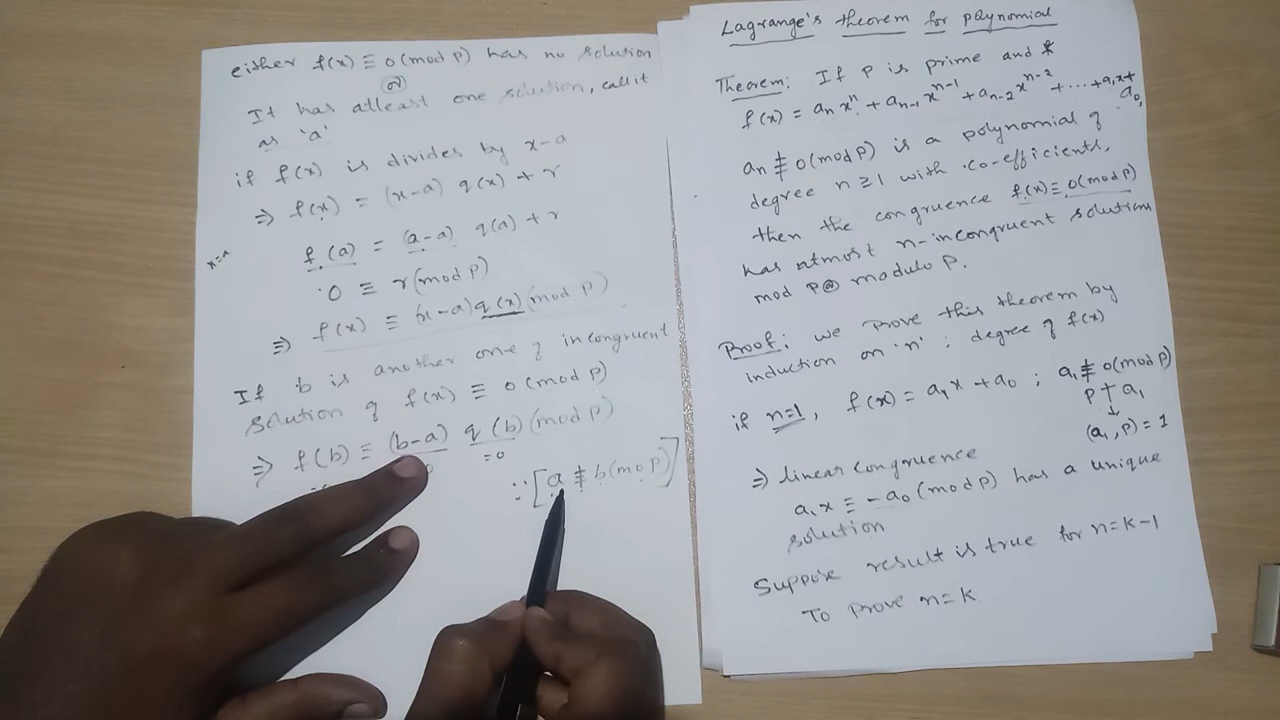 either f(x) ≡ 0(mod p) has no solution
(or)
It has atleast one solution, call it
as 'a'
if f(x) is divides by x-a
⇒ f(x) = (x-a) q(x) + r
x=a
f(a) = (a-a) q(a) + r
0 ≡ r(mod p)
⇒ f(x) ≡ (x-a) q(x) (mod p)
If b is another one of incongruent
solution of f(x) ≡ 0 (mod p)
⇒ f(b) ≡ (b-a) q(b) (mod p)
=0
∵ [a ≢ b(mo p)]
Lagrange's theorem for polynomial
Theorem: If P is prime and
f(x) = aₙxⁿ + aₙ₋₁xⁿ⁻¹ + aₙ₋₂xⁿ⁻² + ... + a₁x + a₀,
aₙ ≢ 0(mod p) is a polynomial of
degree n≥1 with co-efficients,
then the congruence f(x) ≡ 0(mod p)
has atmost n-incongruent solutions
mod p modulo P.
Proof: we prove this theorem by
induction on 'n' : degree of f(x)
if n=1, f(x) = a₁x + a₀ ; a₁ ≢ 0(mod p)
p ∤ a₁
↓
(a₁, p) = 1
⇒ linear congruence
a₁x ≡ -a₀ (mod p) has a unique
solution
Suppose result is true for n=k-1
To prove n=k